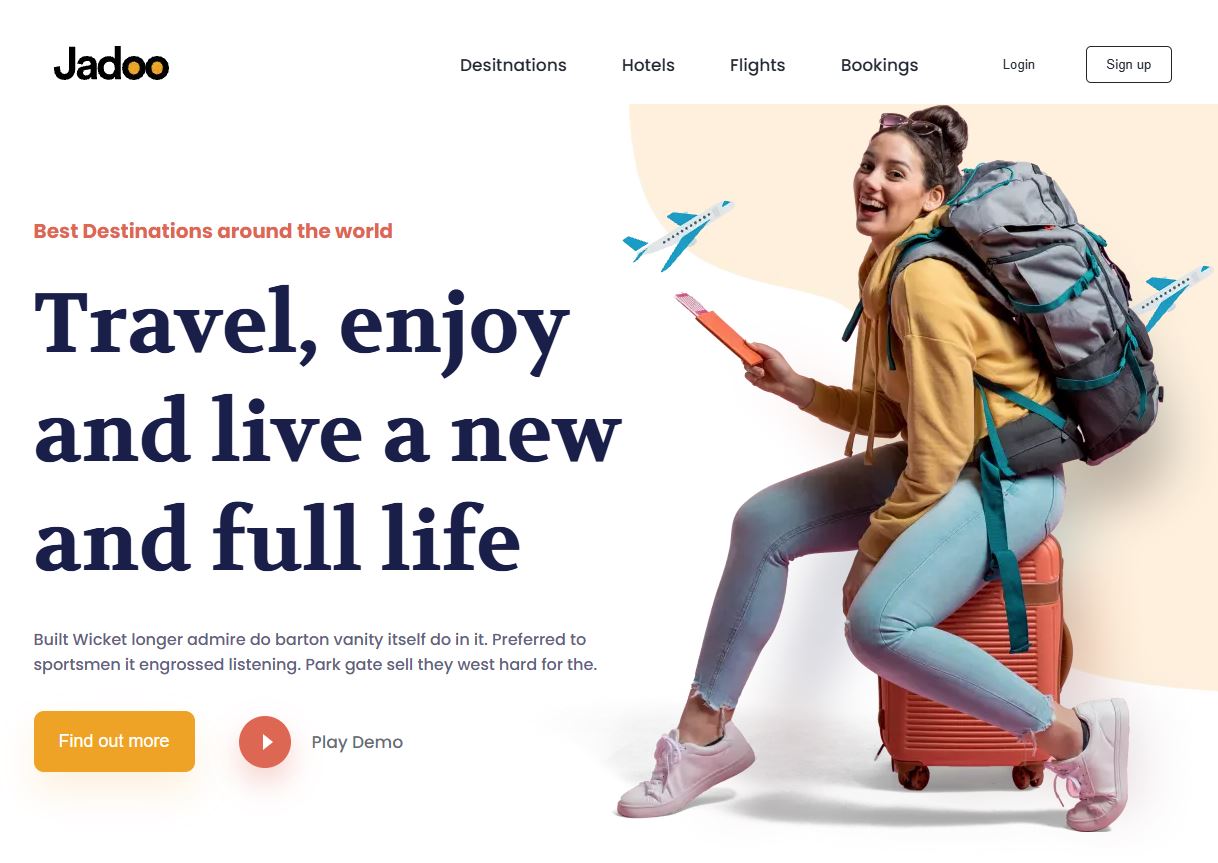 Jadoo
Desitnations
Hotels
Flights
Bookings
Login
Sign up
Best Destinations around the world
Travel, enjoy
and live a new
and full life
Built Wicket longer admire do barton vanity itself do in it. Preferred to
sportsmen it engrossed listening. Park gate sell they west hard for the.
Find out more
Play Demo